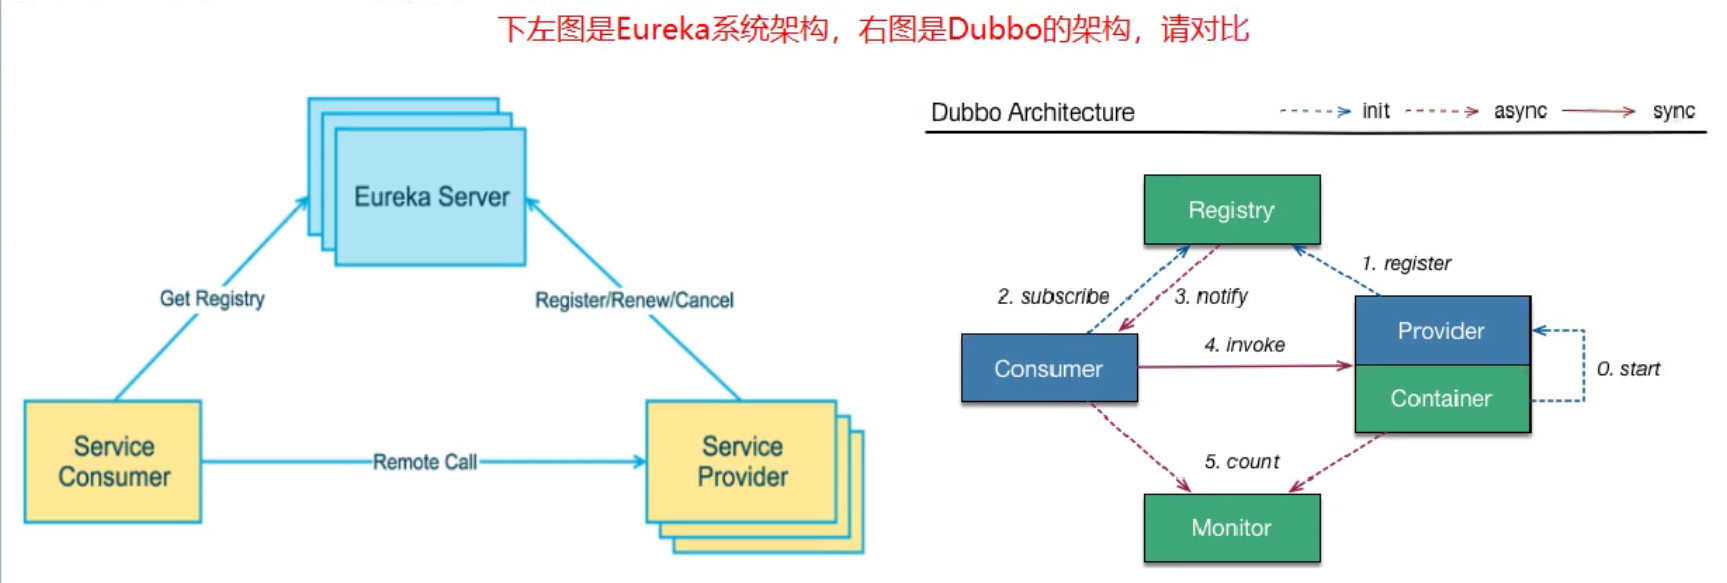 下左图是Eureka系统架构，右图是Dubbo的架构，请对比
Eureka Server
Get Registry
Register/Renew/Cancel
Service
Consumer
Remote Call
Service
Provider
Dubbo Architecture
init
async
sync
Registry
1. register
2. subscribe
3. notify
Provider
4. invoke
Consumer
0. start
Container
5. count
Monitor